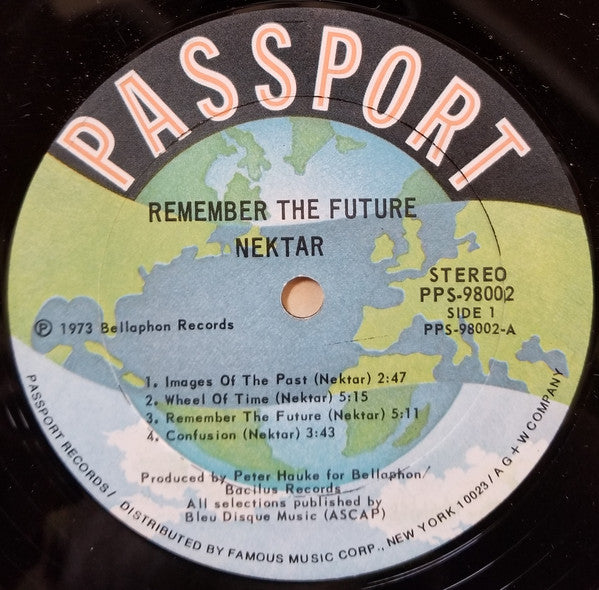 PASSPORT
REMEMBER THE FUTURE
NEKTAR
STEREO
PPS-98002
SIDE 1
PPS-98002-A
Ⓟ 1973 Bellaphon Records
1. Images Of The Past (Nektar) 2:47
2. Wheel Of Time (Nektar) 5:15
3. Remember The Future (Nektar) 5:11
4. Confusion (Nektar) 3:43
Produced by Peter Hauke for Bellaphon/
Bacilus Records
All selections published by
Bleu Disque Music (ASCAP)
PASSPORT RECORDS/ DISTRIBUTED BY FAMOUS MUSIC CORP., NEW YORK 10023/A G + W COMPANY